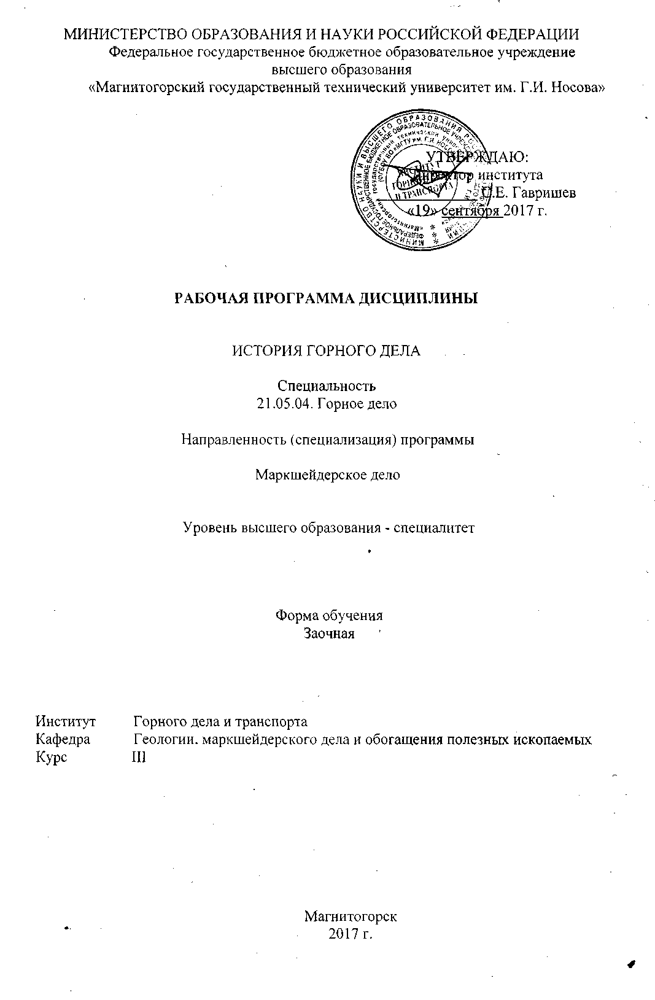 МИНИСТЕРСТВО ОБРАЗОВАНИЯ И НАУКИ РОССИЙСКОЙ ФЕДЕРАЦИИ
Федеральное государственное бюджетное образовательное учреждение
высшего образования
«Магнитогорский государственный технический университет им. Г.И. Носова»
УТВЕРЖДАЮ:
Директор института
С.Е. Гавришев
«19» сентября 2017 г.
ИНСТИТУТ
ГОРНОГО
И ТРАНСПОРТА
РАБОЧАЯ ПРОГРАММА ДИСЦИПЛИНЫ
ИСТОРИЯ ГОРНОГО ДЕЛА
Специальность
21.05.04. Горное дело
Направленность (специализация) программы
Маркшейдерское дело
Уровень высшего образования - специалитет
Форма обучения
Заочная
Институт Горного дела и транспорта
Кафедра Геологии. маркшейдерского дела и обогащения полезных ископаемых
Курс III
Магнитогорск
2017 г.